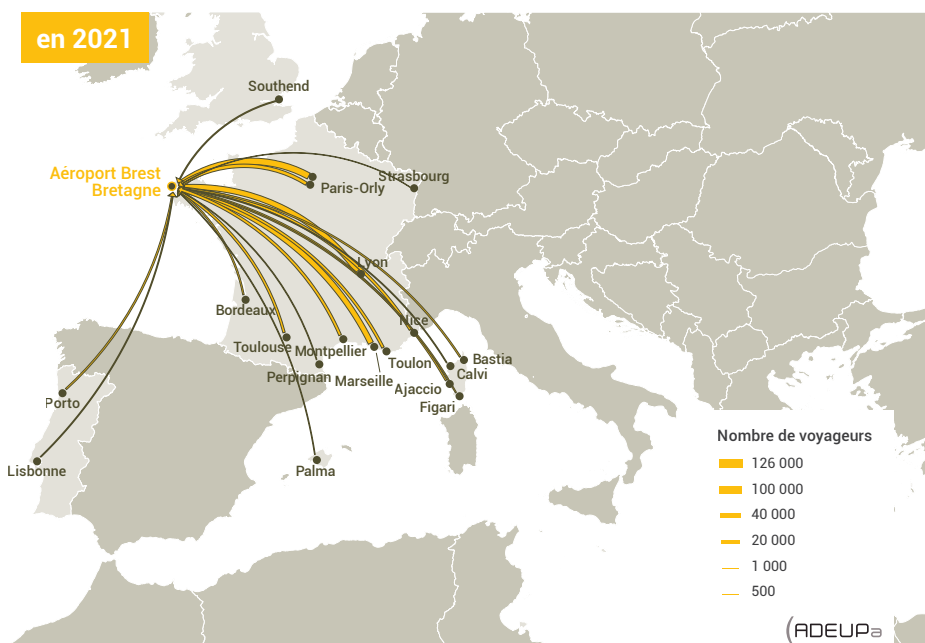 en 2021
Southend
Aéroport Brest
Bretagne
Strasbourg
Paris-Orly
Lyon
Bordeaux
Nice
Toulouse
Montpellier
Toulon
Bastia
Calvi
Perpignan
Marseille
Ajaccio
Figari
Porto
Lisbonne
Palma
Nombre de voyageurs
126 000
100 000
40 000
20 000
1 000
500
ADEUPa